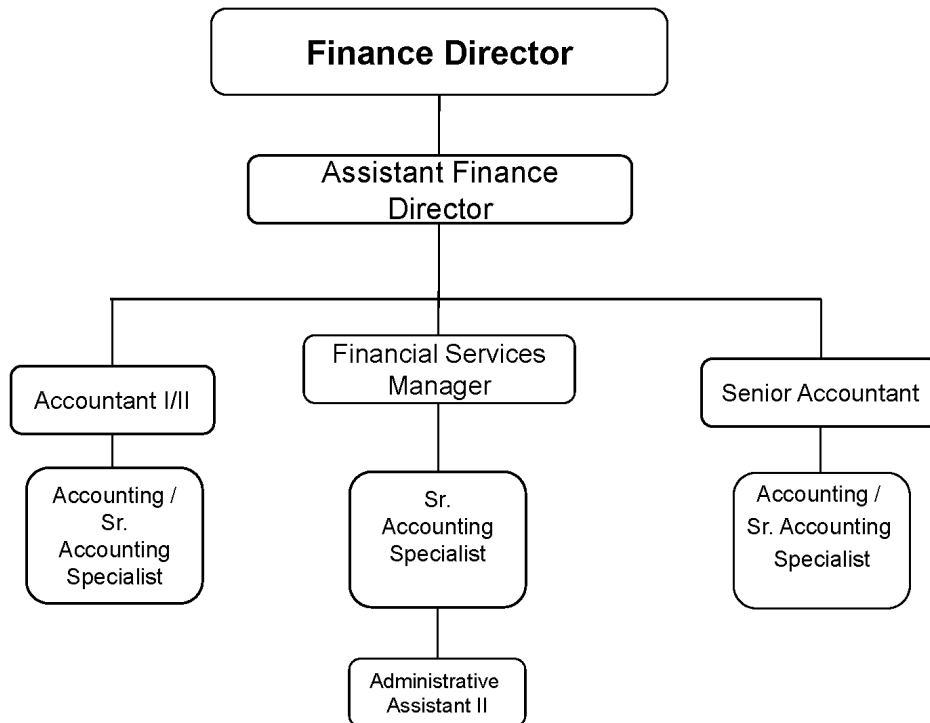 Finance Director
Assistant Finance
Director
Financial Services
Manager
Accountant I/II
Senior Accountant
Accounting /
Sr.
Accounting
Specialist
Sr.
Accounting
Specialist
Accounting /
Sr. Accounting
Specialist
Administrative
Assistant II